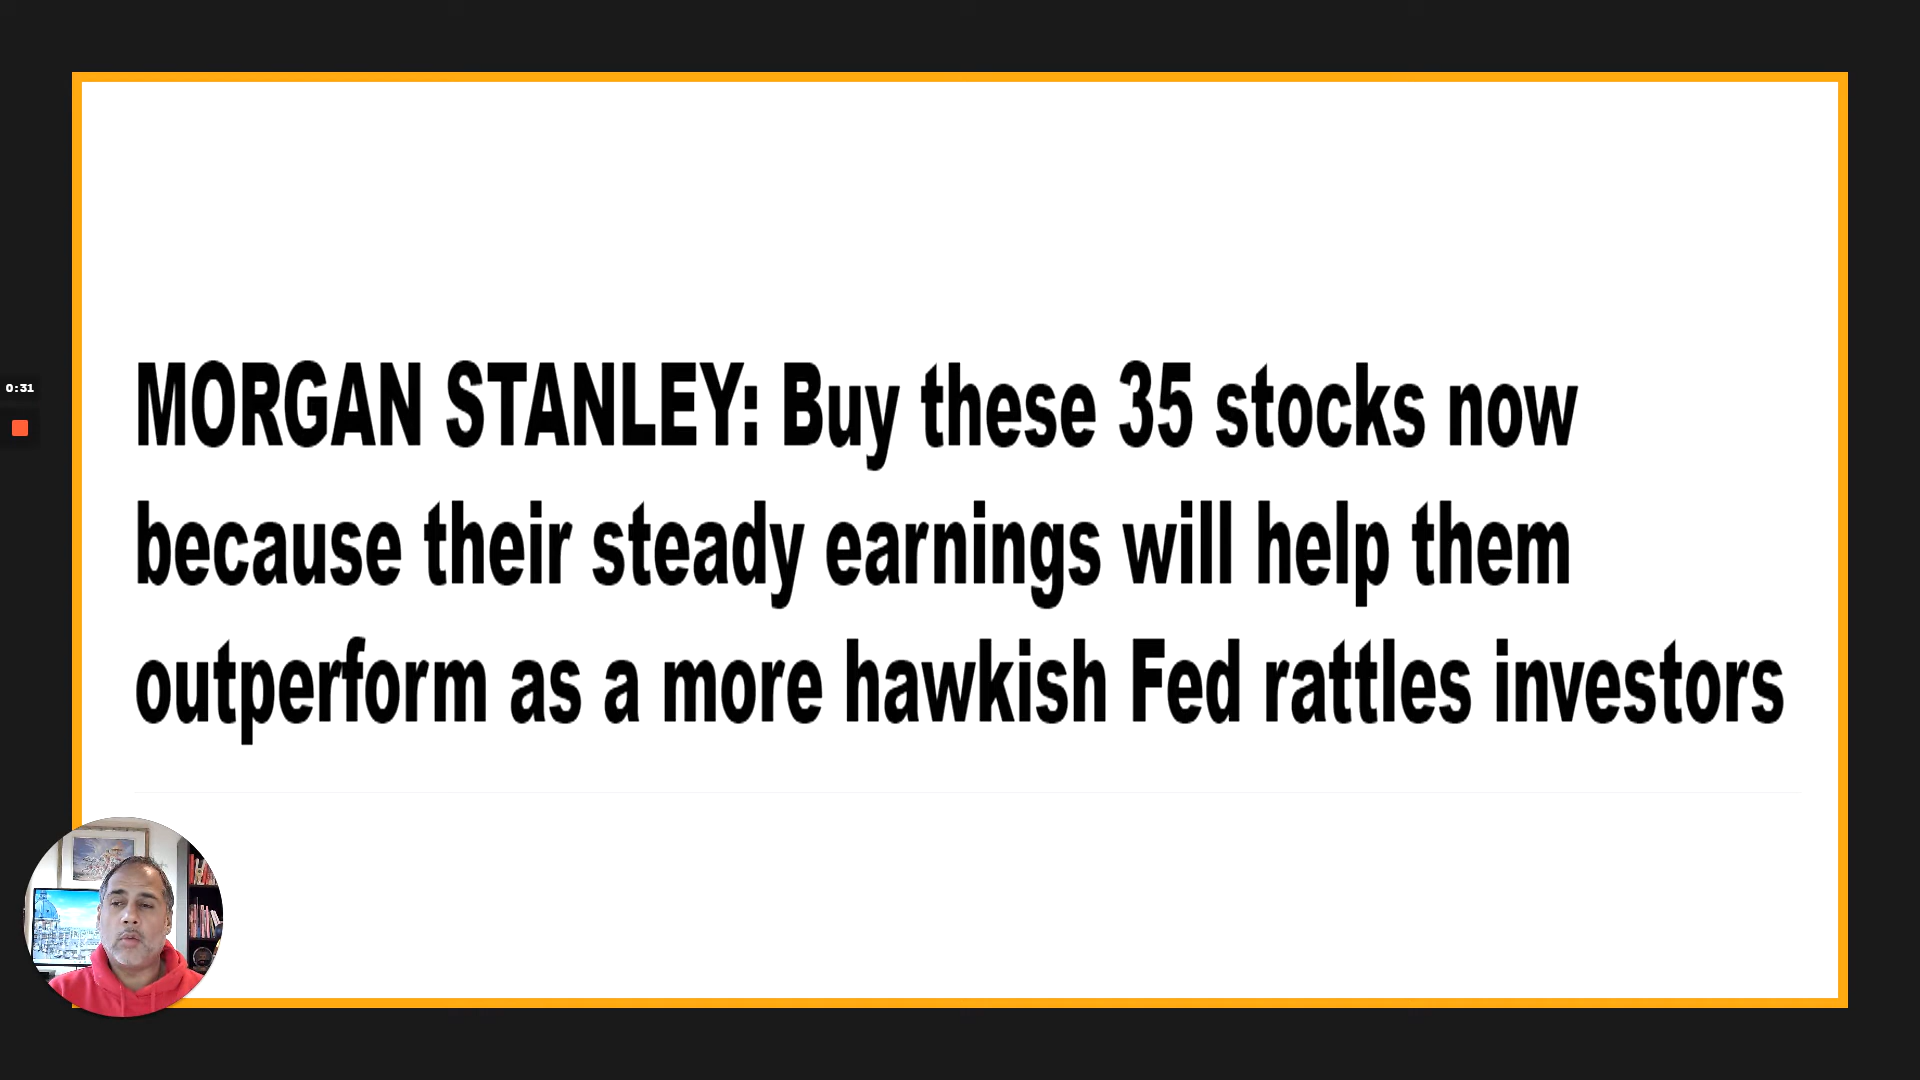 MORGAN STANLEY: Buy these 35 stocks now
because their steady earnings will help them
outperform as a more hawkish Fed rattles investors
0:31